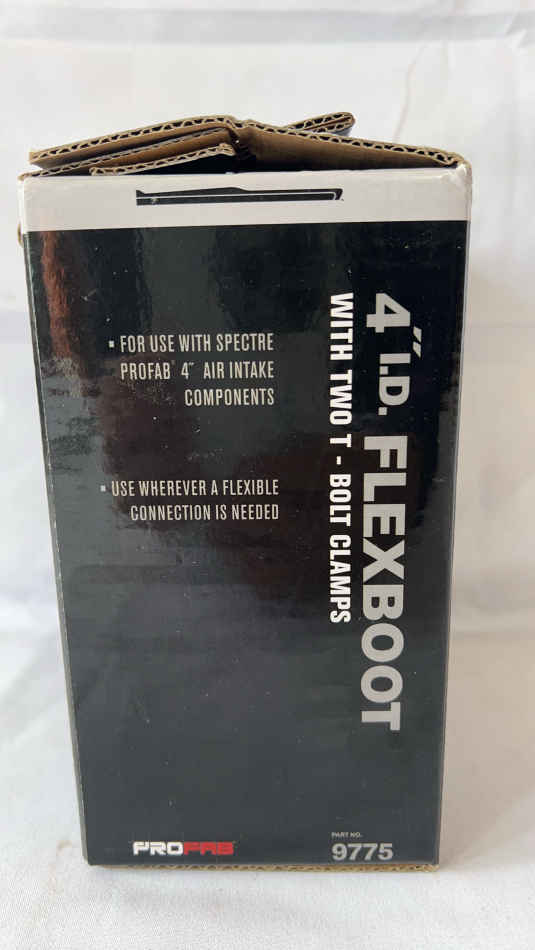 4" I.D. FLEXBOOT
WITH TWO T - BOLT CLAMPS
▪ FOR USE WITH SPECTRE
PROFAB® 4" AIR INTAKE
COMPONENTS
▪ USE WHEREVER A FLEXIBLE
CONNECTION IS NEEDED
PROFAB
PART NO.
9775